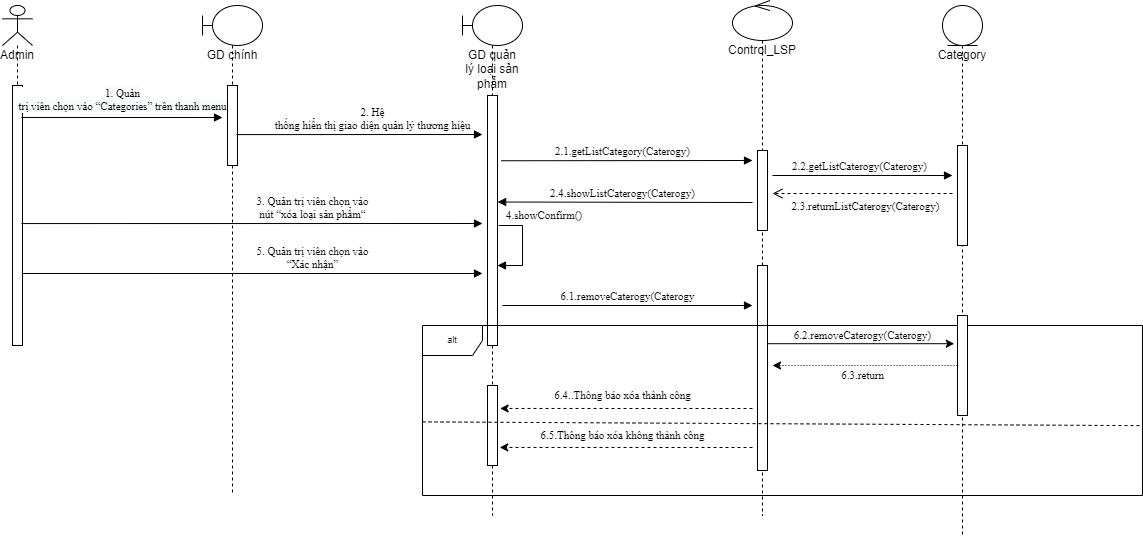 Admin
GD chính
GD quản
lý loại sản
phẩm
Control_LSP
Category
1. Quản
trị viên chọn vào “Categories” trên thanh menu
2. Hệ
thống hiển thị giao diện quản lý thương hiệu
2.1.getListCategory(Caterogy)
2.2.getListCaterogy(Caterogy)
2.4.showListCaterogy(Caterogy)
2.3.returnListCaterogy(Caterogy)
3. Quản trị viên chọn vào
nút “xóa loại sản phẩm“
4.showConfirm()
5. Quản trị viên chọn vào
“Xác nhận”
6.1.removeCaterogy(Caterogy
alt
6.2.removeCaterogy(Caterogy)
6.3.return
6.4..Thông báo xóa thành công
6.5.Thông báo xóa không thành công